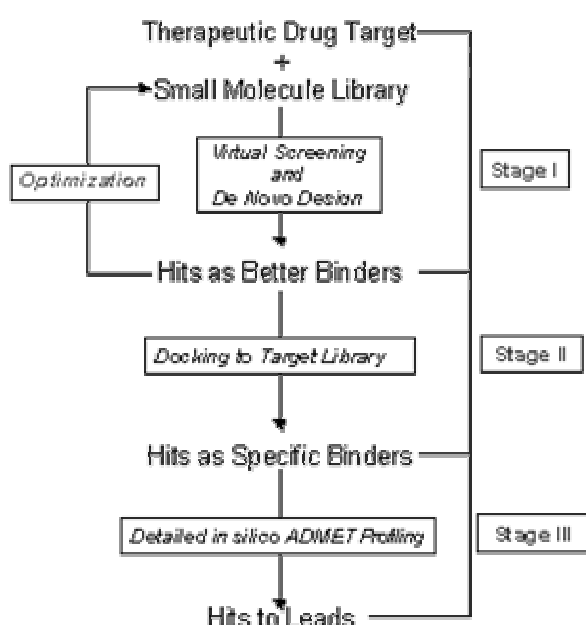 Therapeutic Drug Target
+
Small Molecule Library
Virtual Screening
and
De Novo Design
Optimization
Stage I
Hits as Better Binders
Docking to Target Library
Stage II
Hits as Specific Binders
Detailed in silico ADMET Profiling
Stage III
Hits to Leads